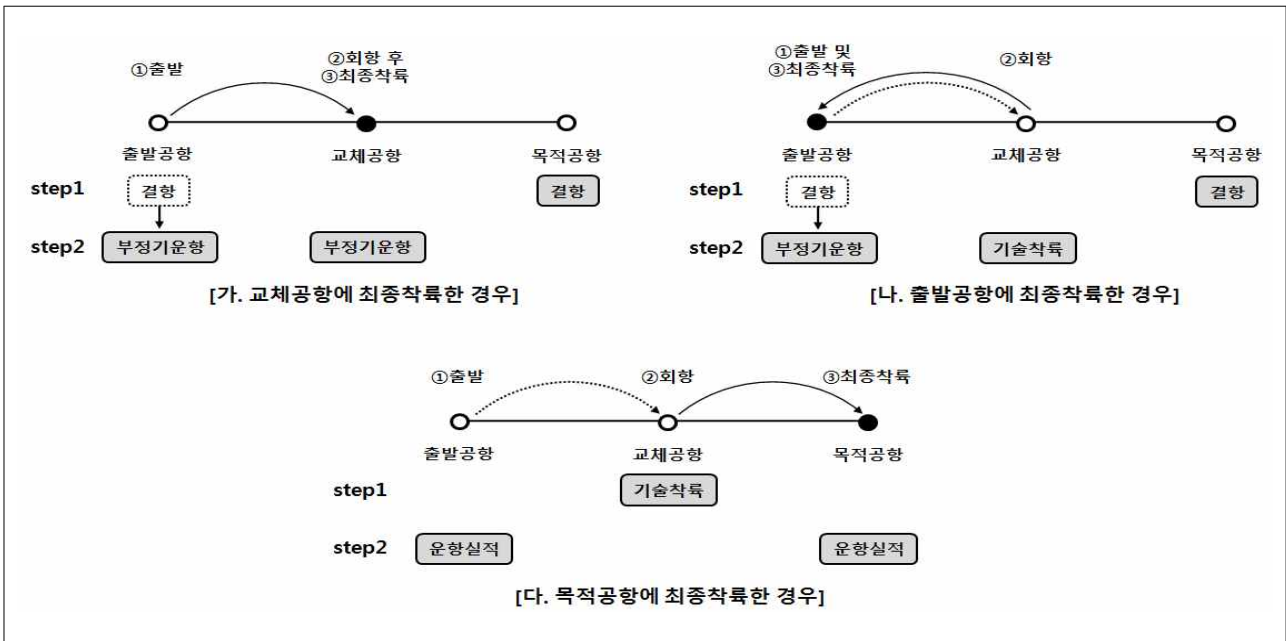 ①출발
②회항 후
③최종착륙
출발공항
교체공항
목적공항
step1
결항
결항
step2
부정기운항
부정기운항
[가. 교체공항에 최종착륙한 경우]
①출발 및
③최종착륙
②회항
출발공항
교체공항
목적공항
step1
결항
결항
step2
부정기운항
기술착륙
[나. 출발공항에 최종착륙한 경우]
①출발
②회항
③최종착륙
출발공항
교체공항
목적공항
step1
기술착륙
step2
운항실적
운항실적
[다. 목적공항에 최종착륙한 경우]